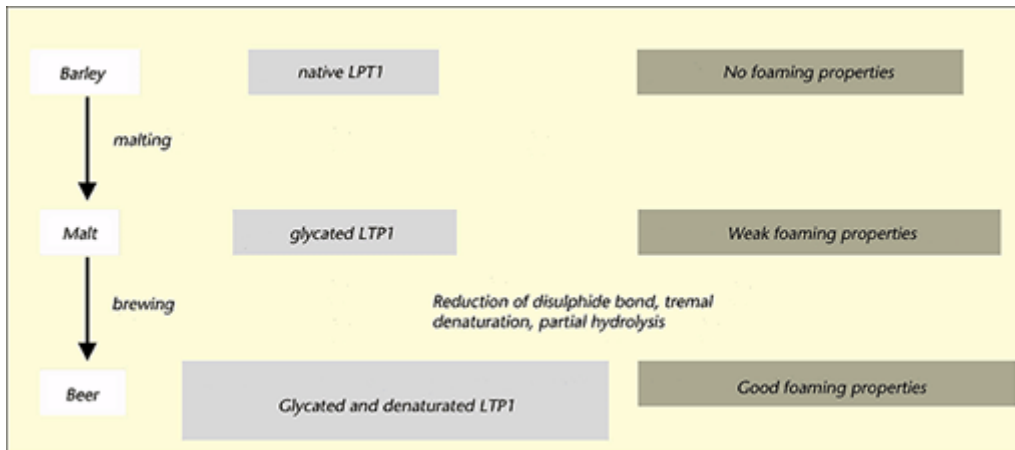 Barley
native LPT1
No foaming properties
malting
Malt
glycated LTP1
Weak foaming properties
brewing
Reduction of disulphide bond, tremal
denaturation, partial hydrolysis
Beer
Glycated and denaturated LTP1
Good foaming properties